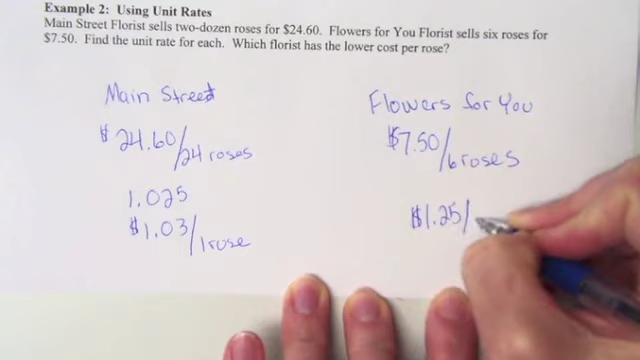 Example 2: Using Unit Rates
Main Street Florist sells two-dozen roses for $24.60. Flowers for You Florist sells six roses for
$7.50. Find the unit rate for each. Which florist has the lower cost per rose?
Main Street
Flowers for You
$24.60/24 roses
$7.50/6 roses
1.025
$1.03/1 rose
$1.25/